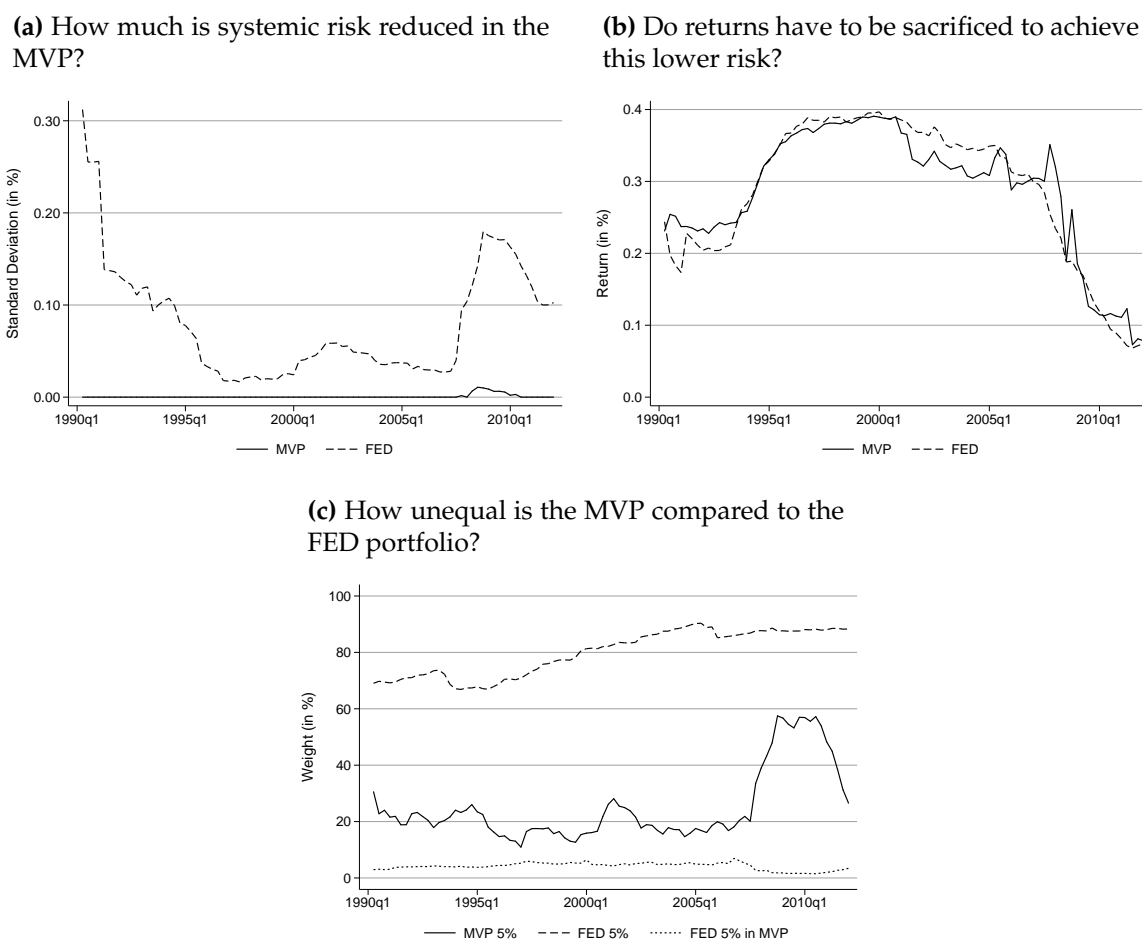 (a) How much is systemic risk reduced in the
MVP?
Standard Deviation (in %)
0.30
0.20
0.10
0.00
1990q1 1995q1 2000q1 2005q1 2010q1
MVP FED
(b) Do returns have to be sacrificed to achieve
this lower risk?
Return (in %)
0.4
0.3
0.2
0.1
0.0
1990q1 1995q1 2000q1 2005q1 2010q1
MVP FED
(c) How unequal is the MVP compared to the
FED portfolio?
Weight (in %)
100
80
60
40
20
0
1990q1 1995q1 2000q1 2005q1 2010q1
MVP 5% FED 5% FED 5% in MVP